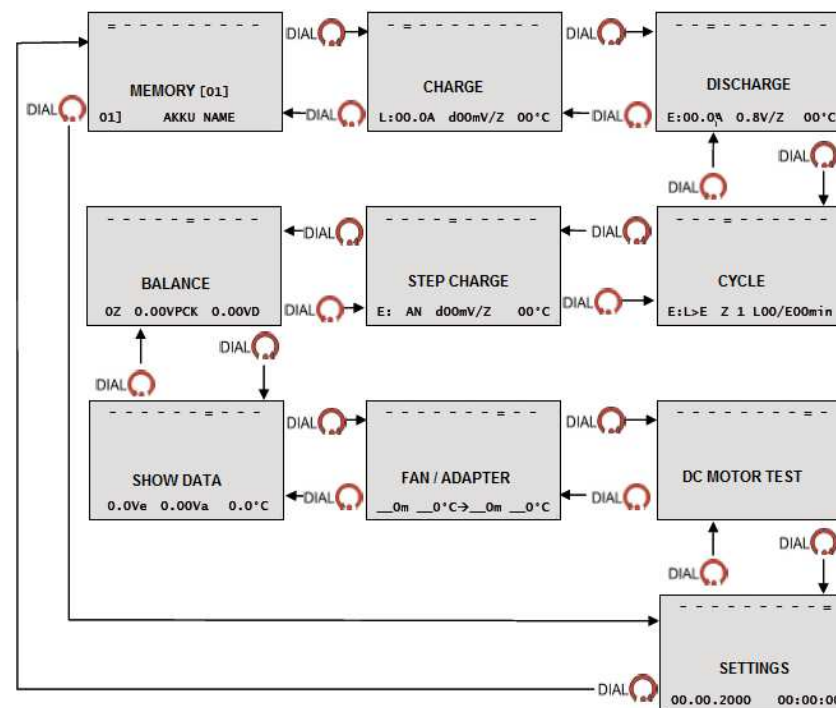 = - - - - - - - - -
DIAL
- = - - - - - - - -
DIAL
- - = - - - - - - -
MEMORY [01]
CHARGE
DISCHARGE
DIAL
01] AKKU NAME
DIAL
L:00.0A d00mV/Z 00°C
DIAL
E:00.0A 0.8V/Z 00°C
DIAL
DIAL
- - - - - = - - - -
DIAL
- - - - = - - - - -
DIAL
- - - = - - - - - -
BALANCE
STEP CHARGE
CYCLE
0Z 0.00VPCK 0.00VD
DIAL
E: AN d00mV/Z 00°C
DIAL
E:L>E Z 1 L00/E00min
DIAL
DIAL
- - - - - - = - - -
DIAL
- - - - - - - = - -
DIAL
- - - - - - - - = -
SHOW DATA
FAN / ADAPTER
DC MOTOR TEST
0.0Ve 0.00Va 0.0°C
DIAL
__0m __0°C→__0m __0°C
DIAL
DIAL
DIAL
- - - - - - - - - =
SETTINGS
DIAL
00.00.2000 00:00:00